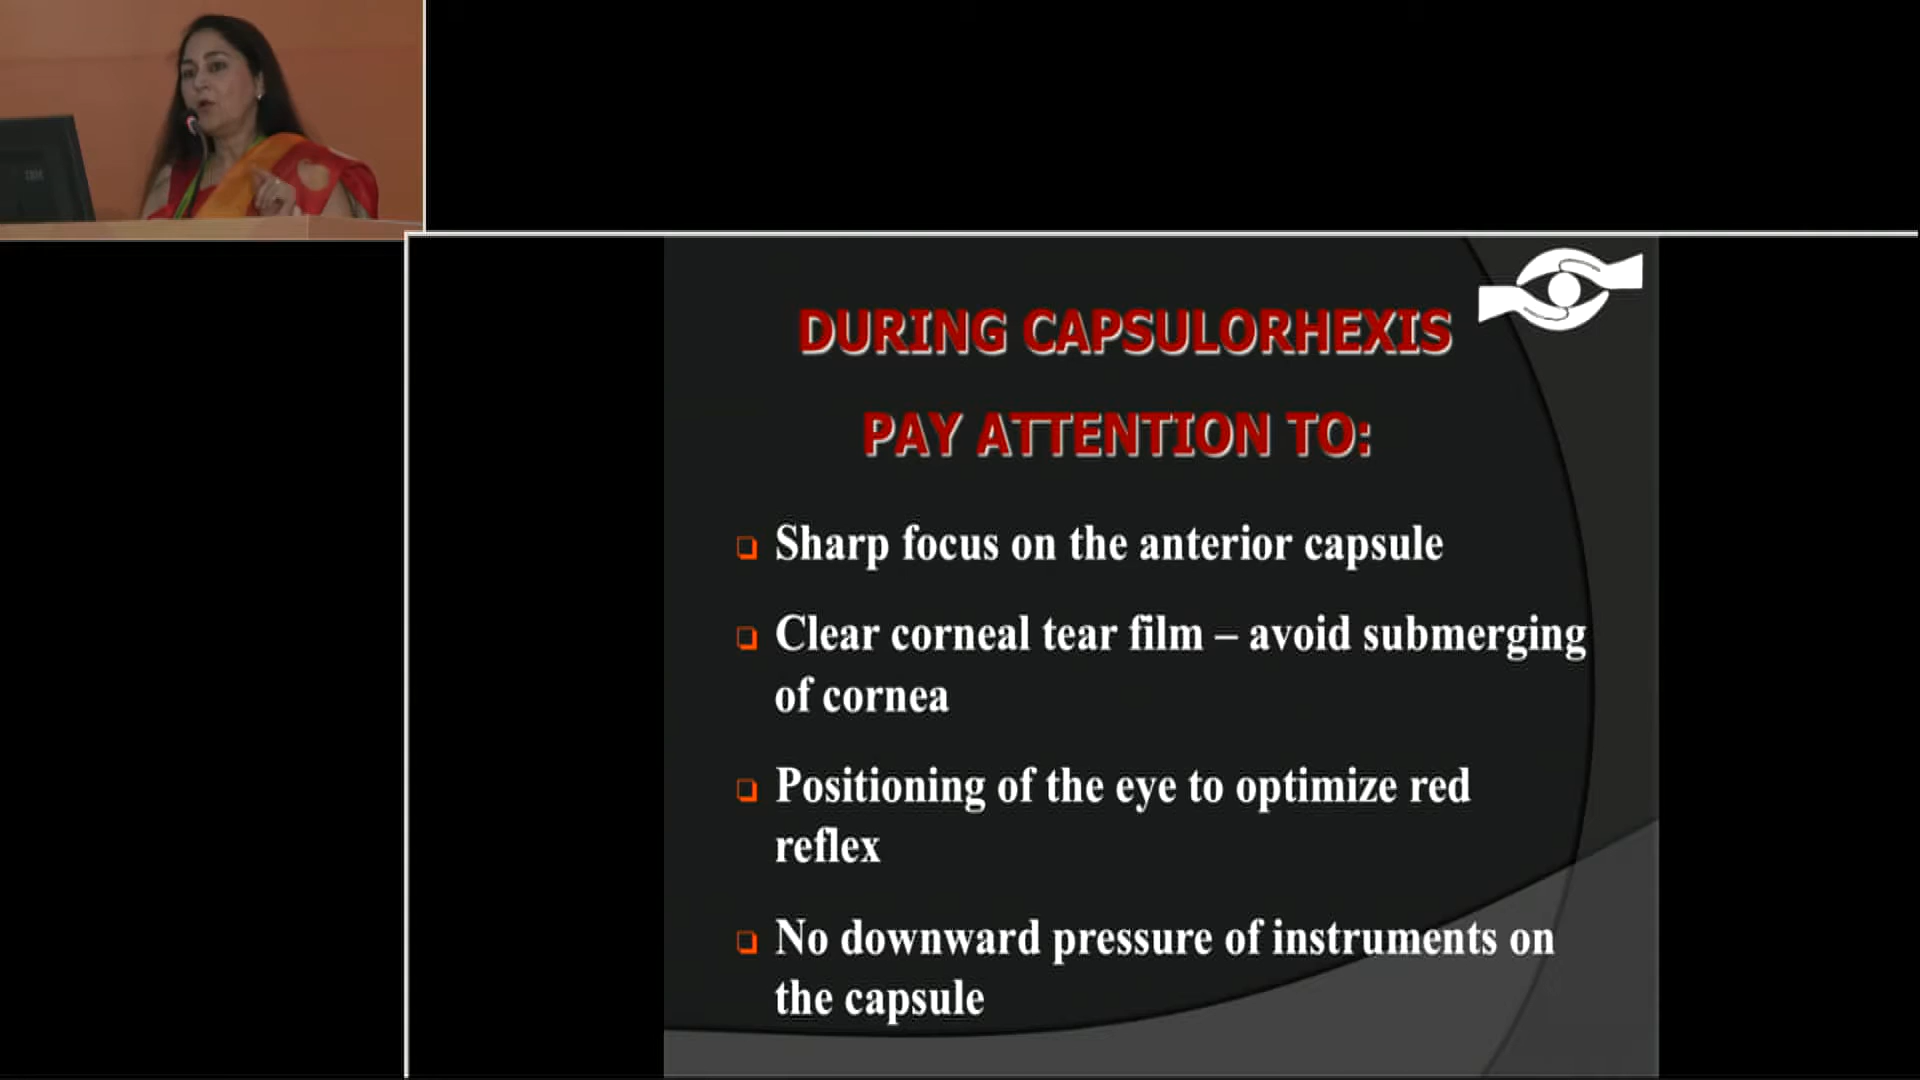 IBM
DURING CAPSULORHEXIS
PAY ATTENTION TO:
Sharp focus on the anterior capsule
Clear corneal tear film – avoid submerging
of cornea
Positioning of the eye to optimize red
reflex
No downward pressure of instruments on
the capsule